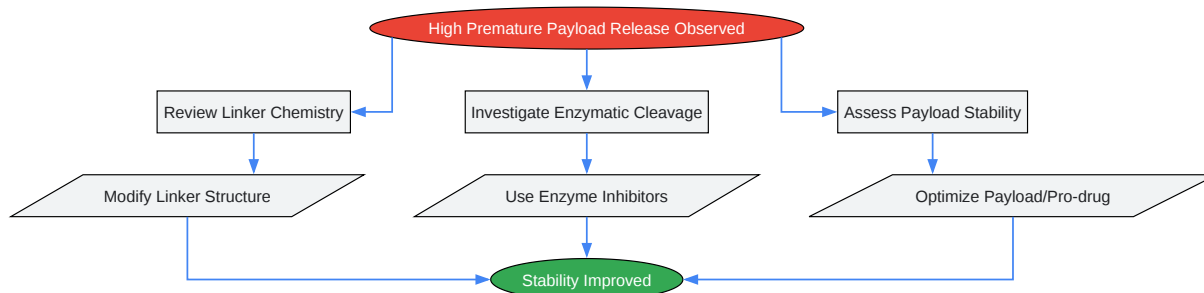 High Premature Payload Release Observed
Review Linker Chemistry
Investigate Enzymatic Cleavage
Assess Payload Stability
Modify Linker Structure
Use Enzyme Inhibitors
Optimize Payload/Pro-drug
Stability Improved